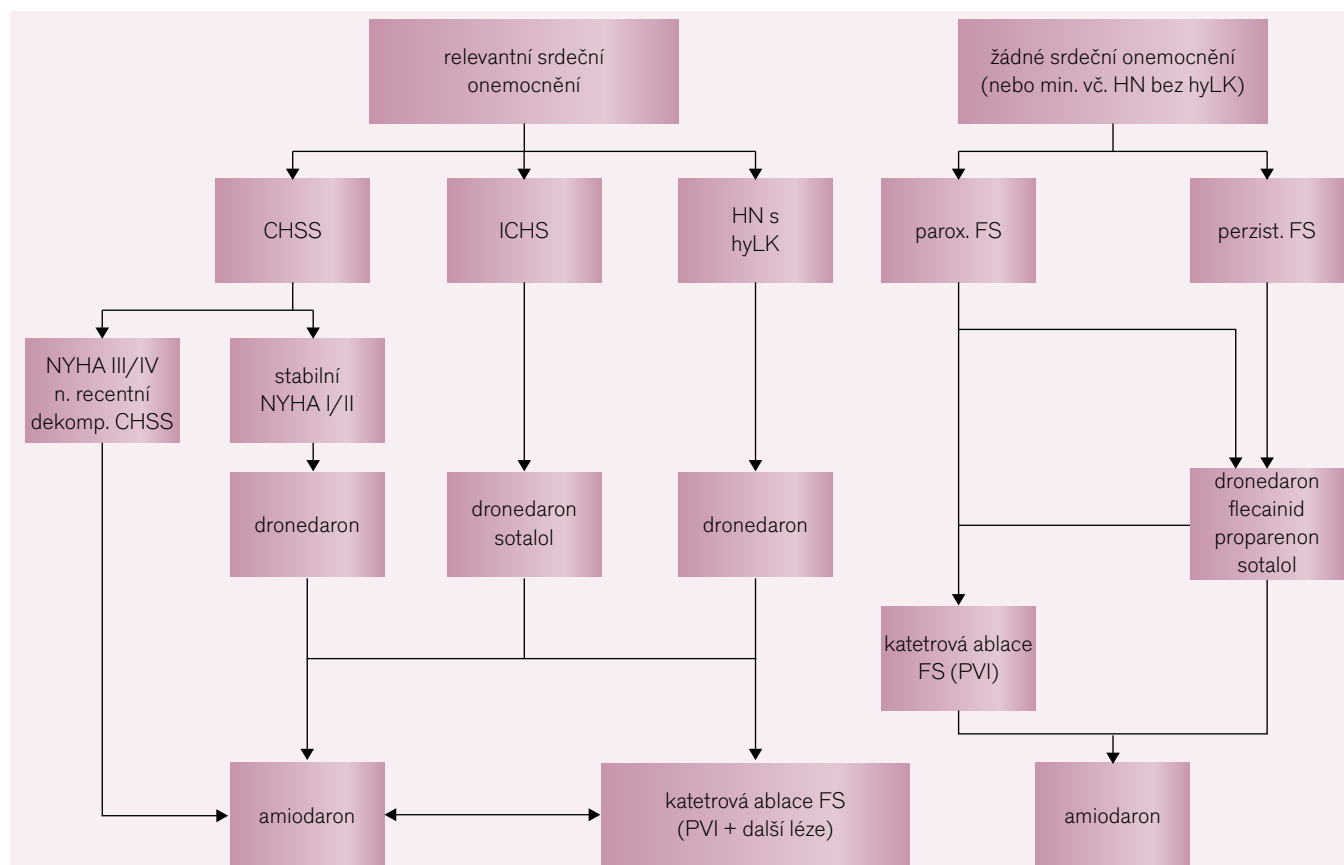 relevantní srdeční
onemocnění
žádné srdeční onemocnění
(nebo min. vč. HN bez hyLK)
CHSS
ICHS
HN s
hyLK
parox. FS
perzist. FS
NYHA III/IV
n. recentní
dekomp. CHSS
stabilní
NYHA I/II
dronedaron
dronedaron
sotalol
dronedaron
dronedaron
flecainid
proparenon
sotalol
katetrová ablace
FS (PVI)
amiodaron
katetrová ablace FS
(PVI + další léze)
amiodaron